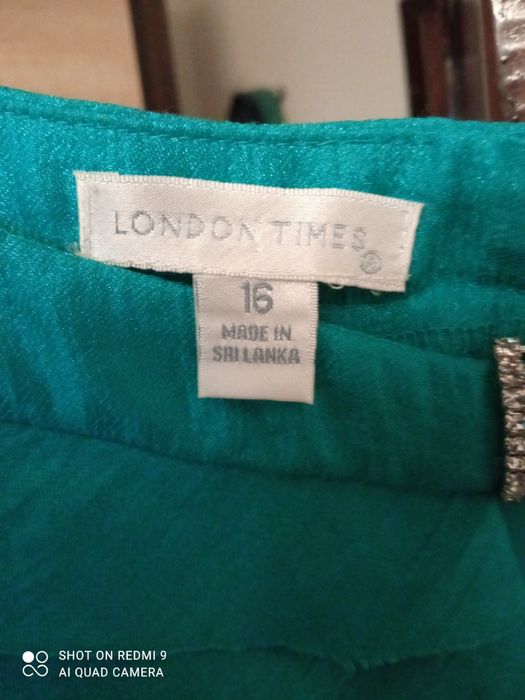 LONDON TIMES®
16
MADE IN
SRI LANKA
SHOT ON REDMI 9
AI QUAD CAMERA